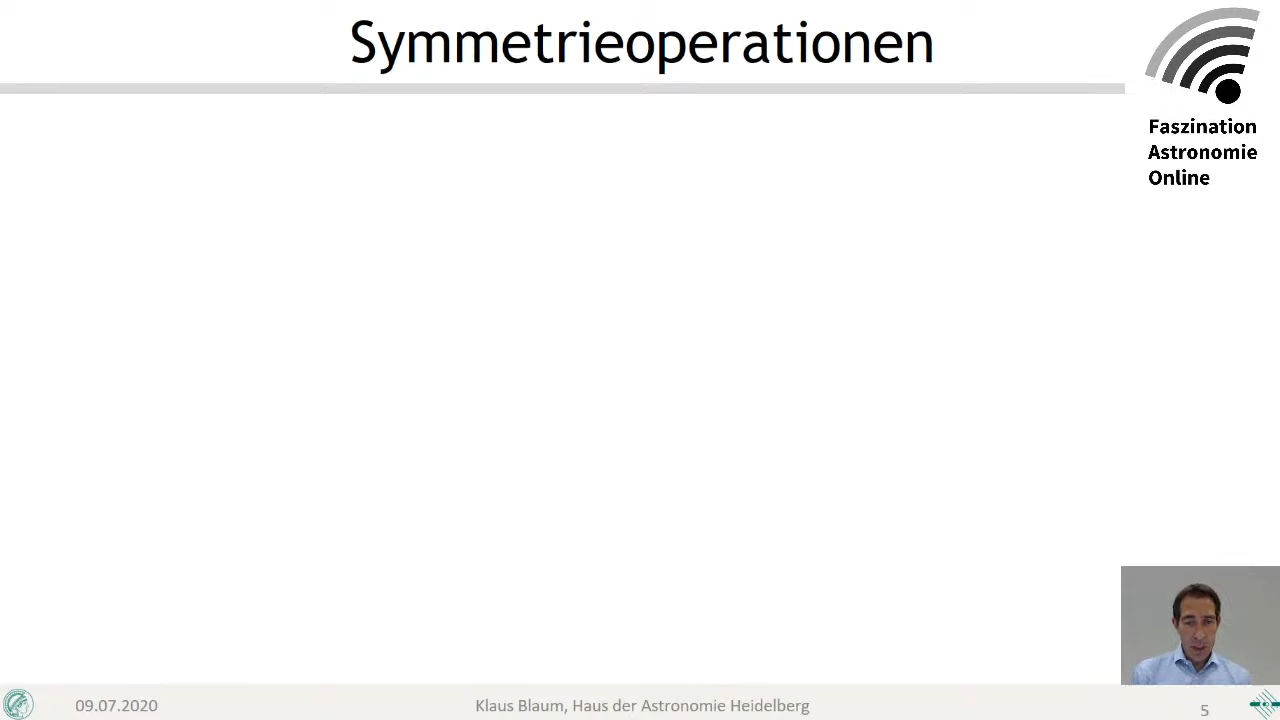 Symmetrieoperationen
Faszination
Astronomie
Online
09.07.2020
Klaus Blaum, Haus der Astronomie Heidelberg
5